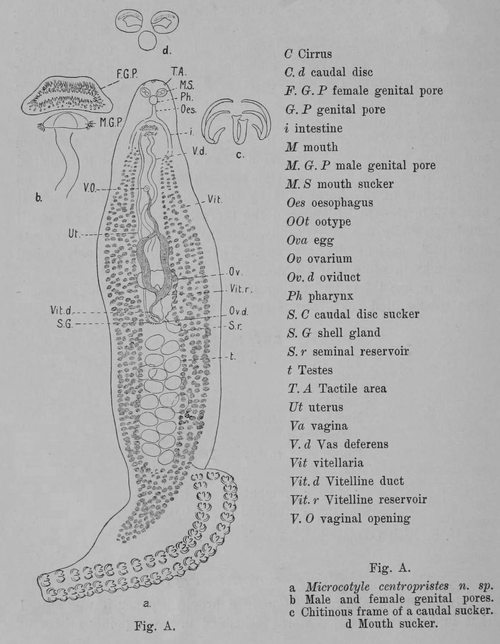 d.
F.G.P.
T.A.
M.S.
Ph.
Oes.
M.G.P.
i.
c.
V.d.
b.
V.O.
Vit.
Ut.
Ov.
Vit.r.
Vit.d.
Ov.d.
S.G.
S.r.
t.
a.
Fig. A.
C Cirrus
C. d caudal disc
F. G. P female genital pore
G. P genital pore
i intestine
M mouth
M. G. P male genital pore
M. S mouth sucker
Oes oesophagus
OOt ootype
Ova egg
Ov ovarium
Ov. d oviduct
Ph pharynx
S. C caudal disc sucker
S. G shell gland
S. r seminal reservoir
t Testes
T. A Tactile area
Ut uterus
Va vagina
V. d Vas deferens
Vit vitellaria
Vit. d Vitelline duct
Vit. r Vitelline reservoir
V. O vaginal opening
Fig. A.
a Microcotyle centropristes n. sp.
b Male and female genital pores.
c Chitinous frame of a caudal sucker.
d Mouth sucker.